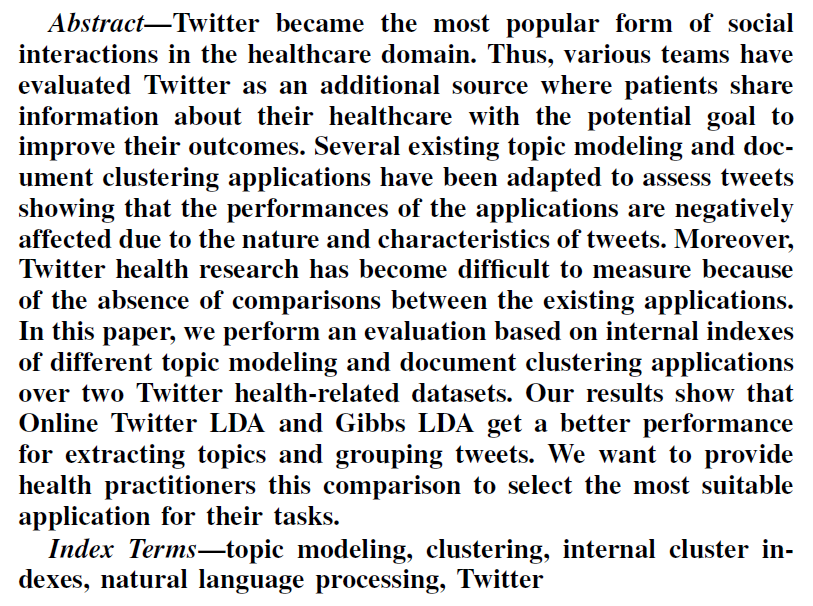 Abstract—Twitter became the most popular form of social
interactions in the healthcare domain. Thus, various teams have
evaluated Twitter as an additional source where patients share
information about their healthcare with the potential goal to
improve their outcomes. Several existing topic modeling and doc-
ument clustering applications have been adapted to assess tweets
showing that the performances of the applications are negatively
affected due to the nature and characteristics of tweets. Moreover,
Twitter health research has become difficult to measure because
of the absence of comparisons between the existing applications.
In this paper, we perform an evaluation based on internal indexes
of different topic modeling and document clustering applications
over two Twitter health-related datasets. Our results show that
Online Twitter LDA and Gibbs LDA get a better performance
for extracting topics and grouping tweets. We want to provide
health practitioners this comparison to select the most suitable
application for their tasks.
Index Terms—topic modeling, clustering, internal cluster in-
dexes, natural language processing, Twitter